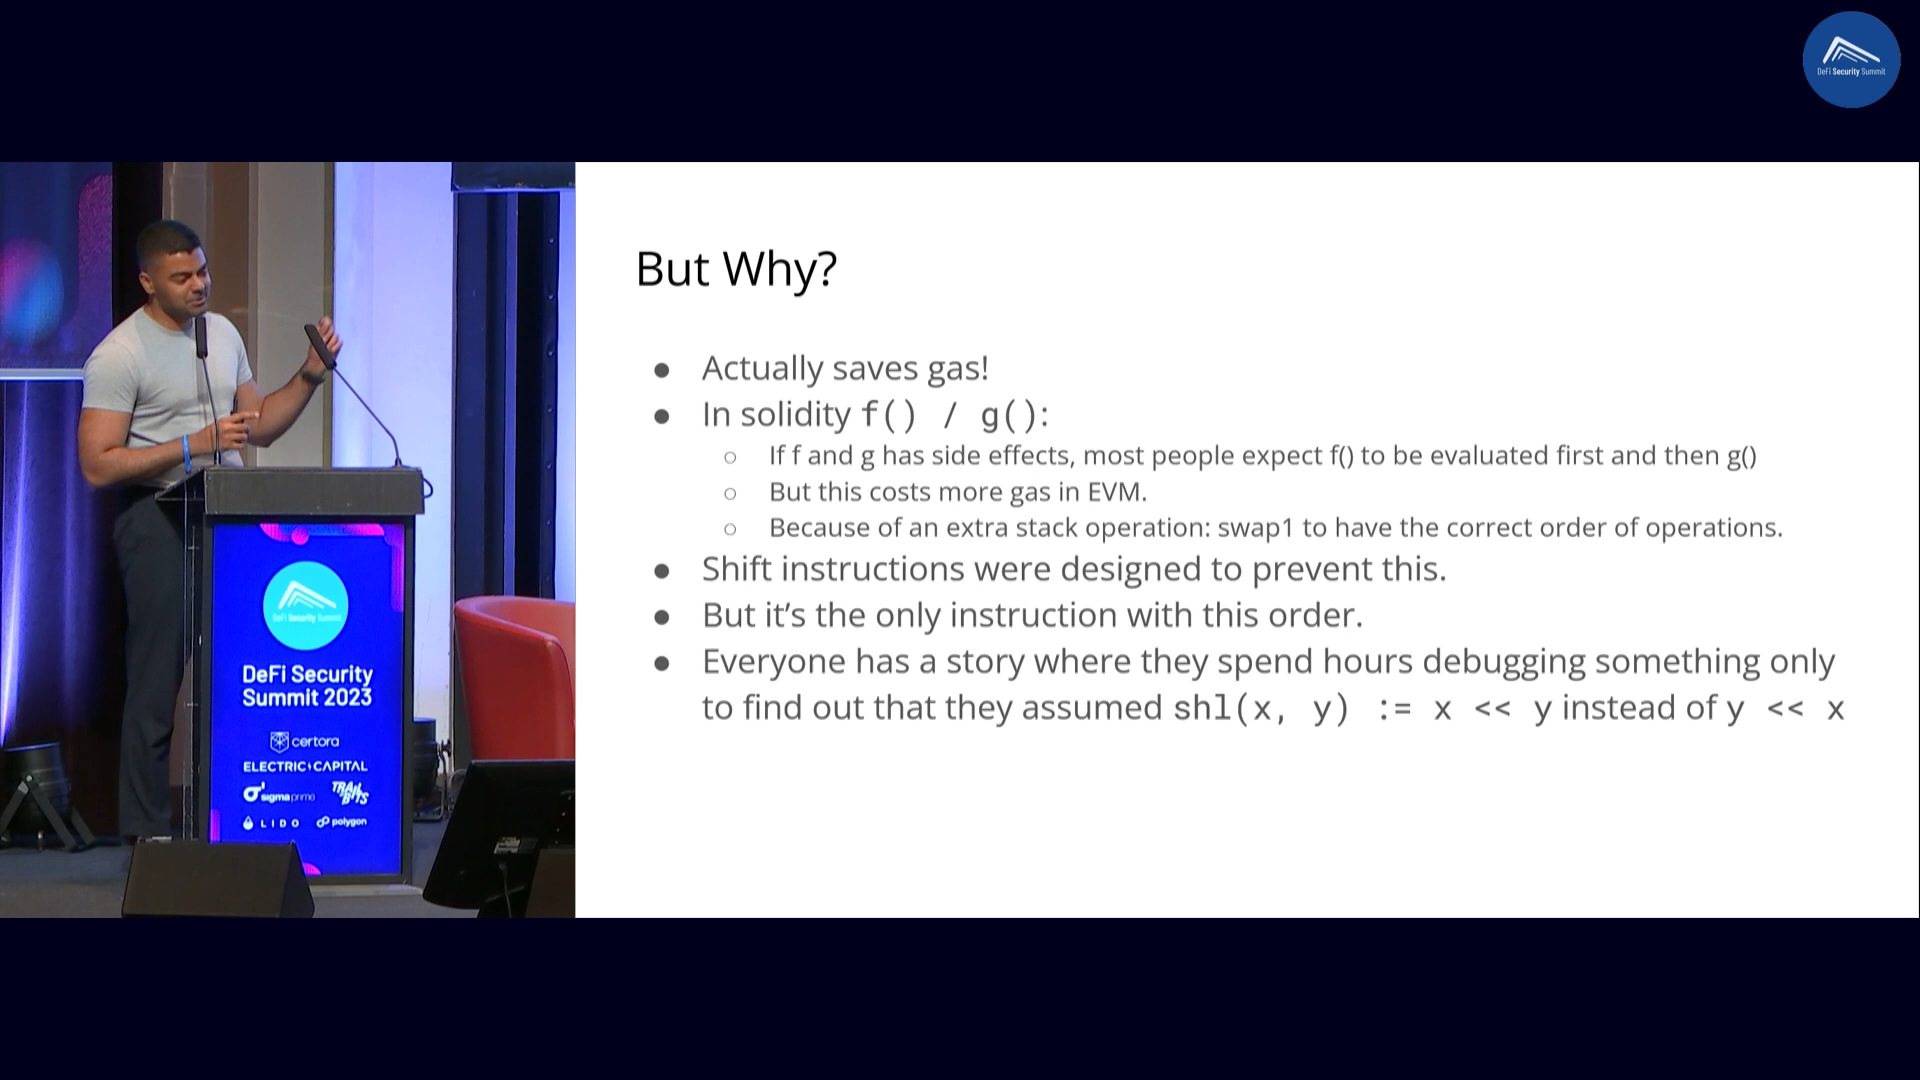 DeFi Security Summit
But Why?
● Actually saves gas!
● In solidity f() / g():
○ If f and g has side effects, most people expect f() to be evaluated first and then g()
○ But this costs more gas in EVM.
○ Because of an extra stack operation: swap1 to have the correct order of operations.
● Shift instructions were designed to prevent this.
● But it’s the only instruction with this order.
● Everyone has a story where they spend hours debugging something only
to find out that they assumed shl(x, y) := x << y instead of y << x
DeFi Security Summit
DeFi Security
Summit 2023
certora
ELECTRIC CAPITAL
sigma prime
TRAIL OF BITS
LIDO
polygon